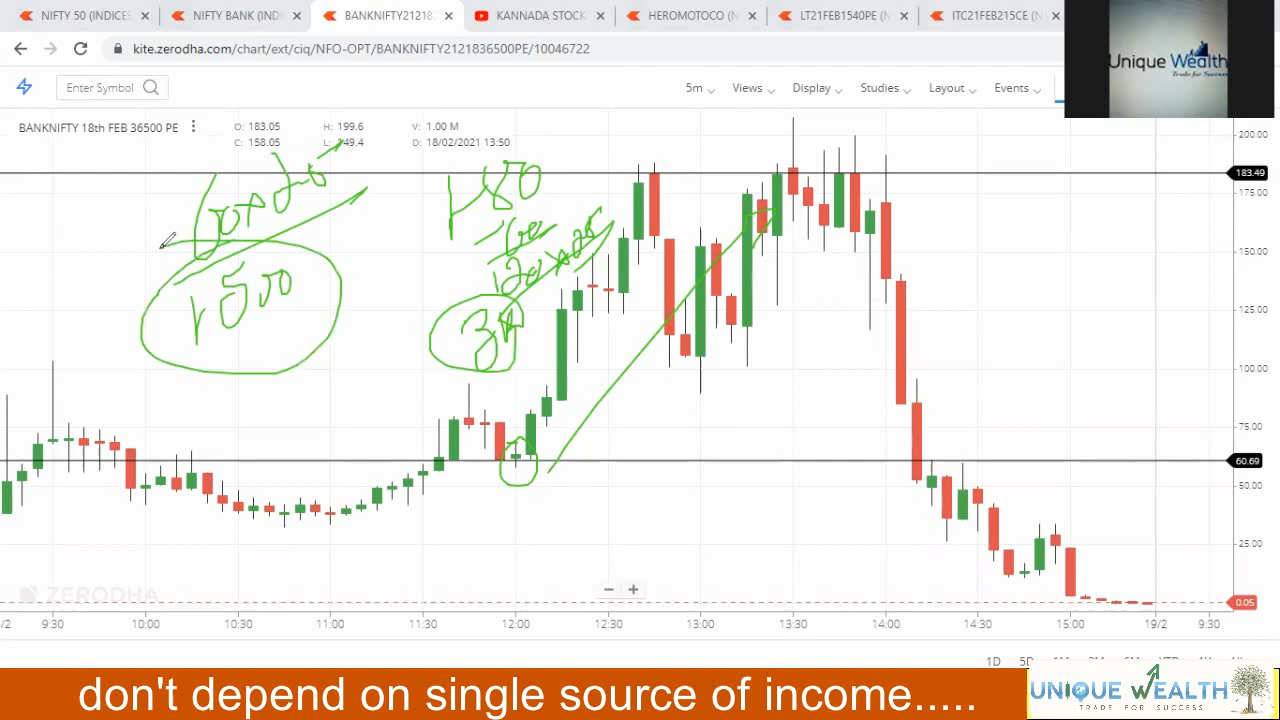 NIFTY 50 (INDICES
NIFTY BANK (INDI
BANKNIFTY21218
KANNADA STOCK
HEROMOTOCO (N
LT21FEB1540PE (N
ITC21FEB215CE (N
kite.zerodha.com/chart/ext/ciq/NFO-OPT/BANKNIFTY2121836500PE/10046722
Unique Wealth
Trade for Success
Enter Symbol
5m
Views
Display
Studies
Layout
Events
BANKNIFTY 18th FEB 36500 PE
O: 183.05
H: 199.6
V: 1.00 M
C: 158.05
L: 149.4
D: 18/02/2021 13:50
200.00
183.49
175.00
150.00
125.00
100.00
75.00
60.69
50.00
25.00
0.05
180
1500
ZERODHA
/2
9:30
10:00
10:30
11:00
11:30
12:00
12:30
13:00
13:30
14:00
14:30
15:00
19/2
9:30
1D
5D
don't depend on single source of income.....
UNIQUE WEALTH
TRADE FOR SUCCESS